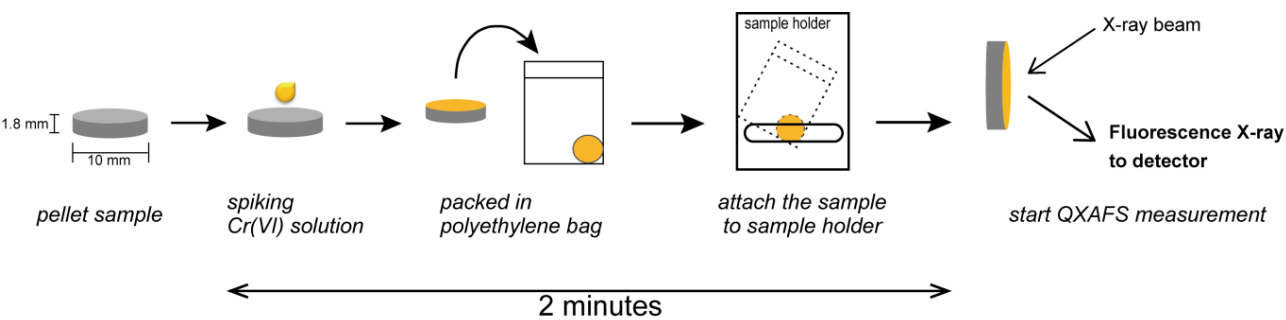 sample holder
X-ray beam
1.8 mm
10 mm
Fluorescence X-ray
to detector
pellet sample
spiking
Cr(VI) solution
packed in
polyethylene bag
attach the sample
to sample holder
start QXAFS measurement
2 minutes